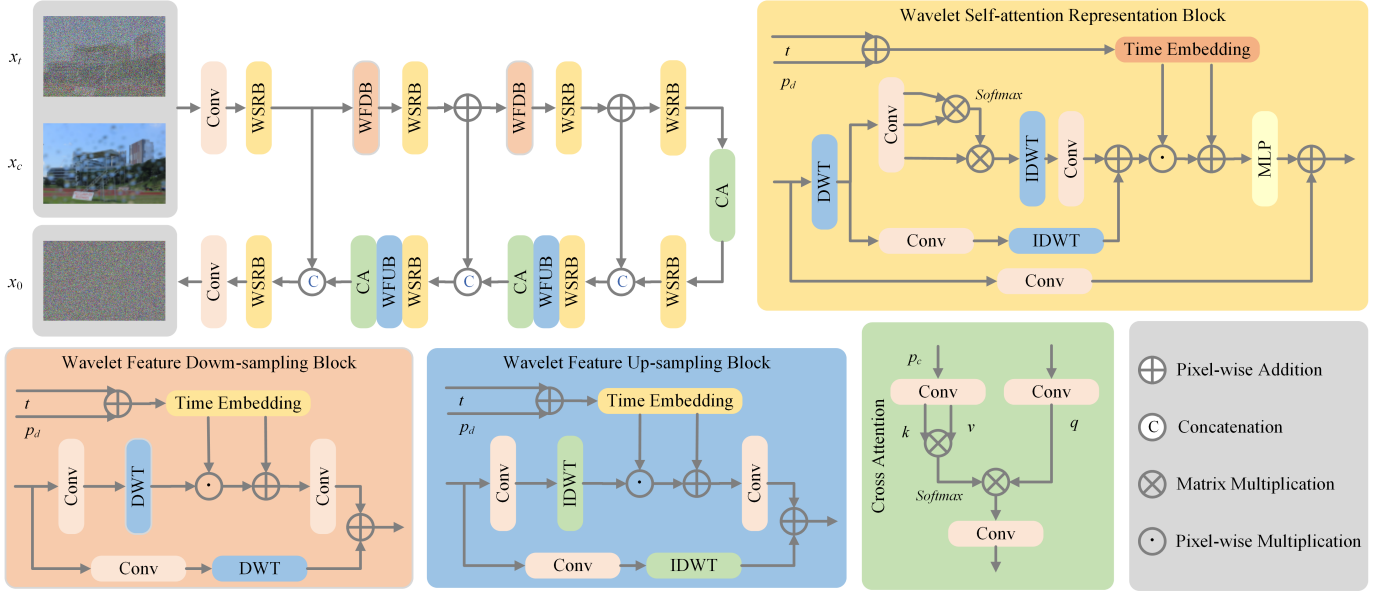 x_t
x_c
x_0
Conv
WSRB
WFDB
WSRB
WFDB
WSRB
WSRB
CA
Conv
WSRB
C
CA
WFUB
WSRB
C
CA
WFUB
WSRB
C
WSRB
Wavelet Self-attention Representation Block
t
p_d
Time Embedding
Softmax
DWT
Conv
IDWT
Conv
MLP
Conv
IDWT
Conv
Wavelet Feature Dowm-sampling Block
t
p_d
Time Embedding
Conv
DWT
Conv
Conv
DWT
Wavelet Feature Up-sampling Block
t
p_d
Time Embedding
Conv
IDWT
Conv
Conv
IDWT
Cross Attention
p_c
Conv
Conv
k
v
q
Softmax
Conv
Pixel-wise Addition
C
Concatenation
Matrix Multiplication
Pixel-wise Multiplication